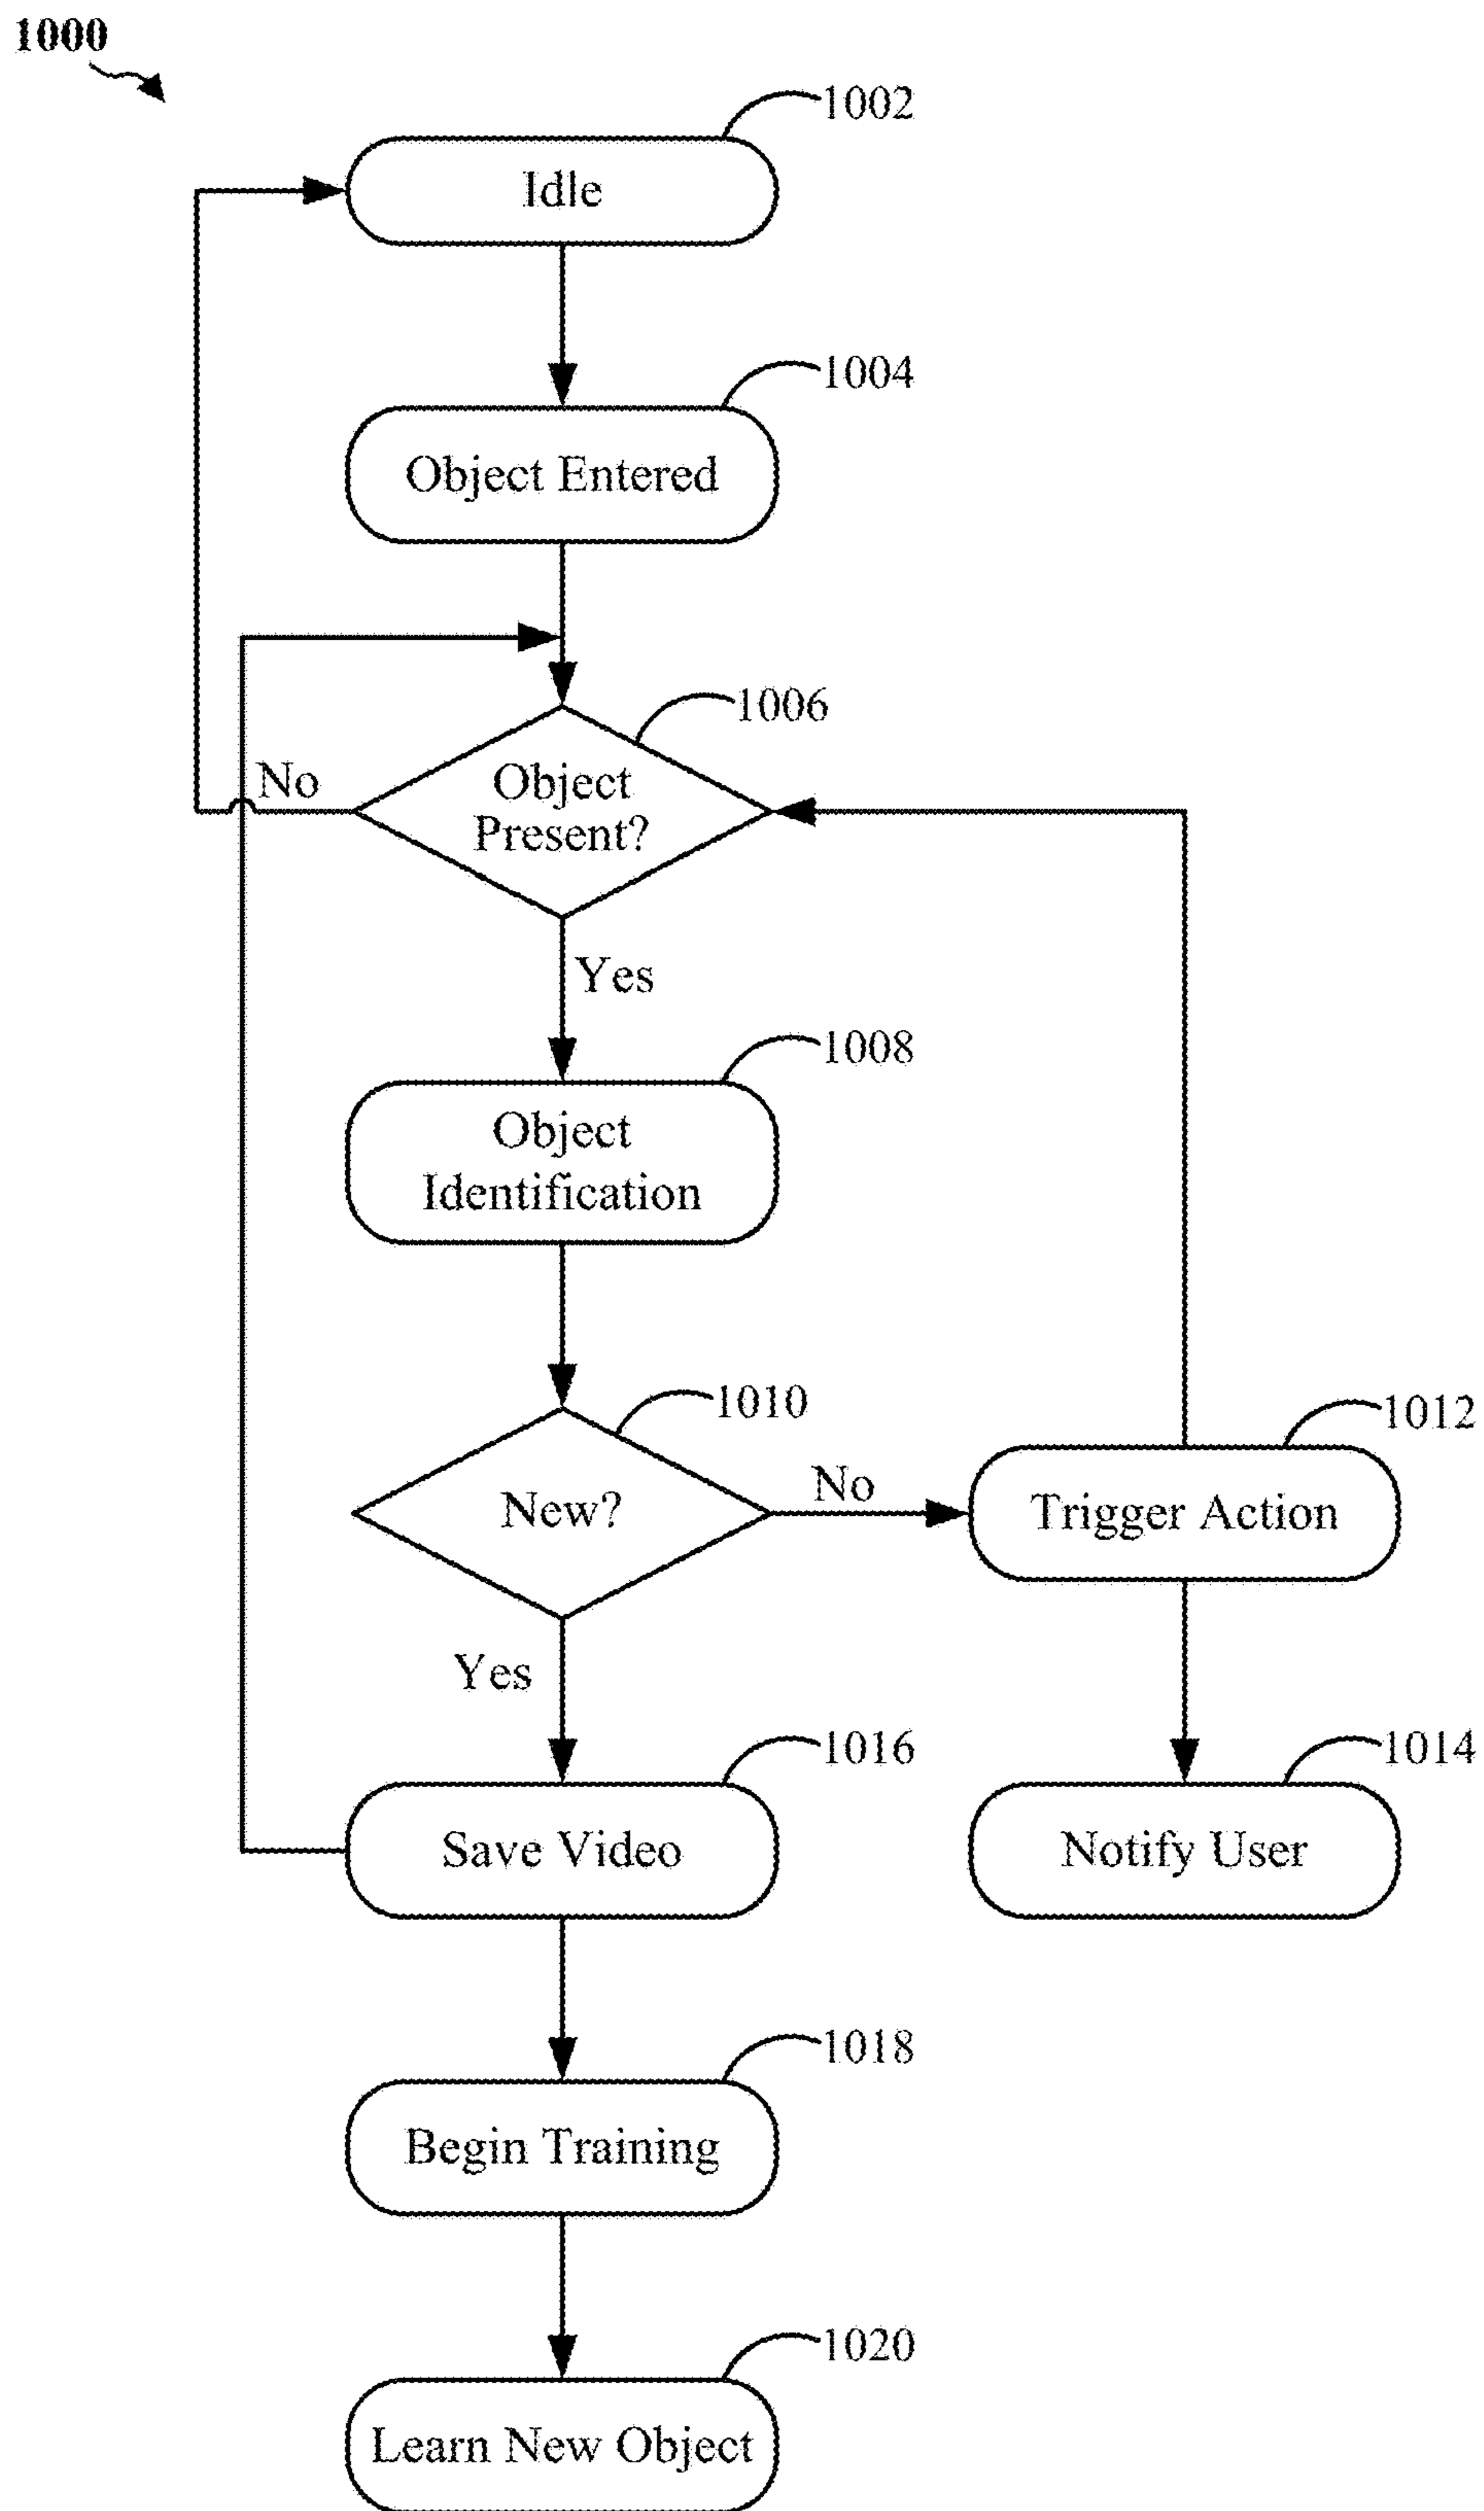 1000
1002
Idle
1004
Object Entered
1006
No
Object
Present?
Yes
1008
Object
Identification
1010
New?
No
1012
Trigger Action
Yes
1016
Save Video
1014
Notify User
1018
Begin Training
1020
Learn New Object